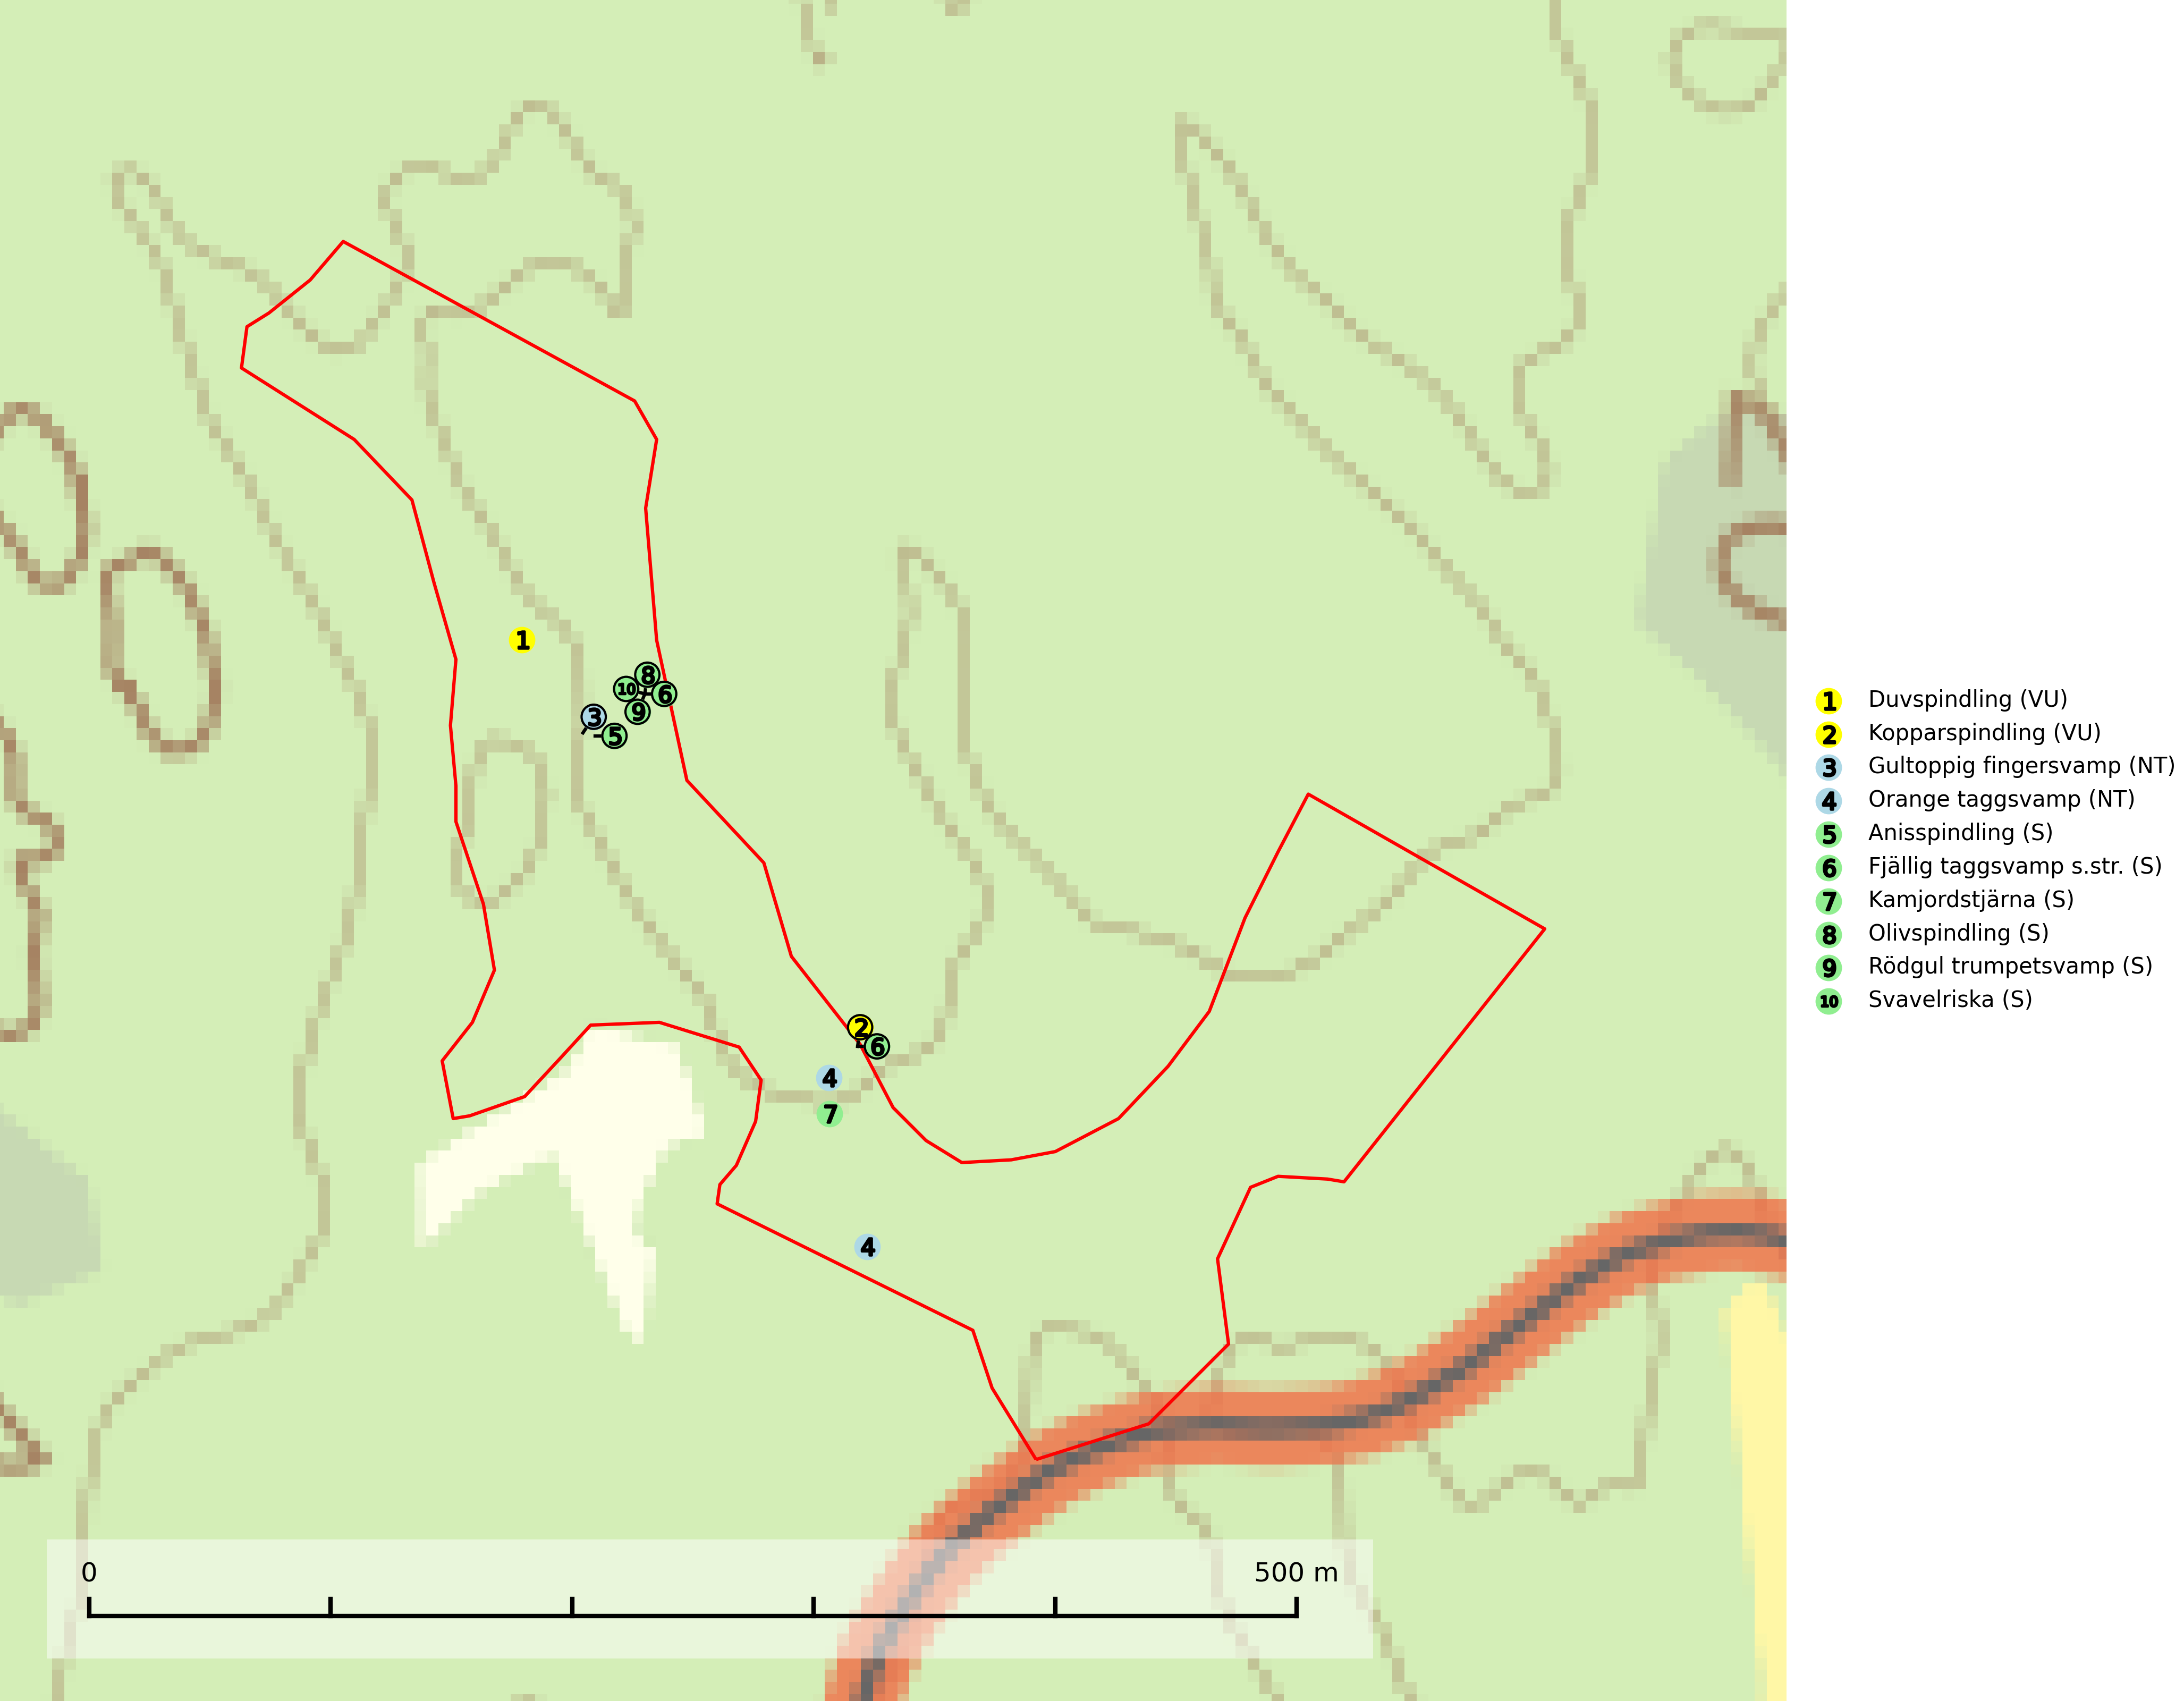 1
8
10
6
9
3
5
2
6
4
7
4
0
500 m
1 Duvspindling (VU)
2 Kopparspindling (VU)
3 Gultoppig fingersvamp (NT)
4 Orange taggsvamp (NT)
5 Anisspindling (S)
6 Fjällig taggsvamp s.str. (S)
7 Kamjordstjärna (S)
8 Olivspindling (S)
9 Rödgul trumpetsvamp (S)
10 Svavelriska (S)